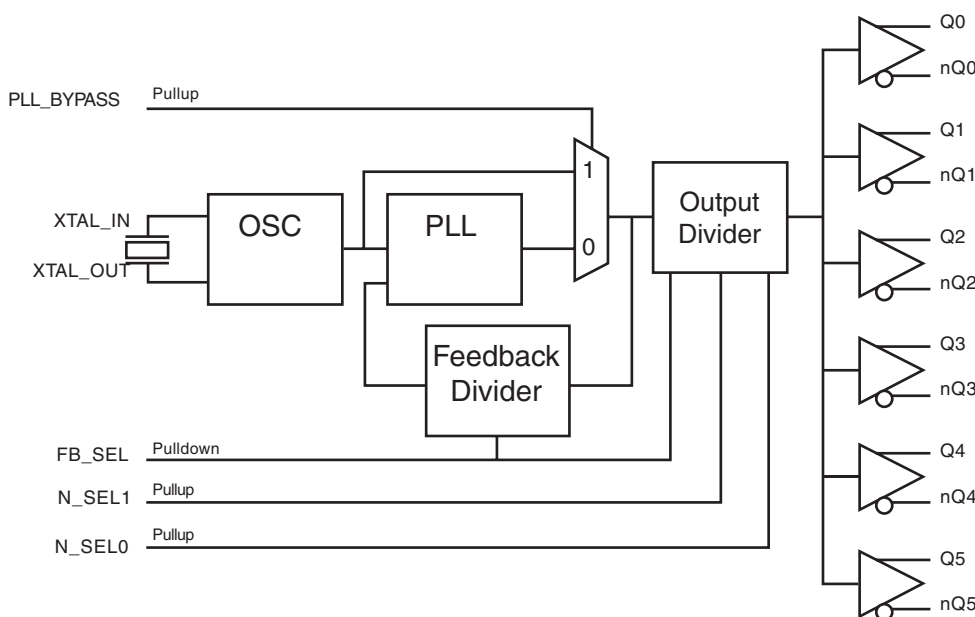 PLL_BYPASS
Pullup
XTAL_IN
XTAL_OUT
OSC
PLL
1
0
Output
Divider
Feedback
Divider
FB_SEL
Pulldown
N_SEL1
Pullup
N_SEL0
Pullup
Q0
nQ0
Q1
nQ1
Q2
nQ2
Q3
nQ3
Q4
nQ4
Q5
nQ5